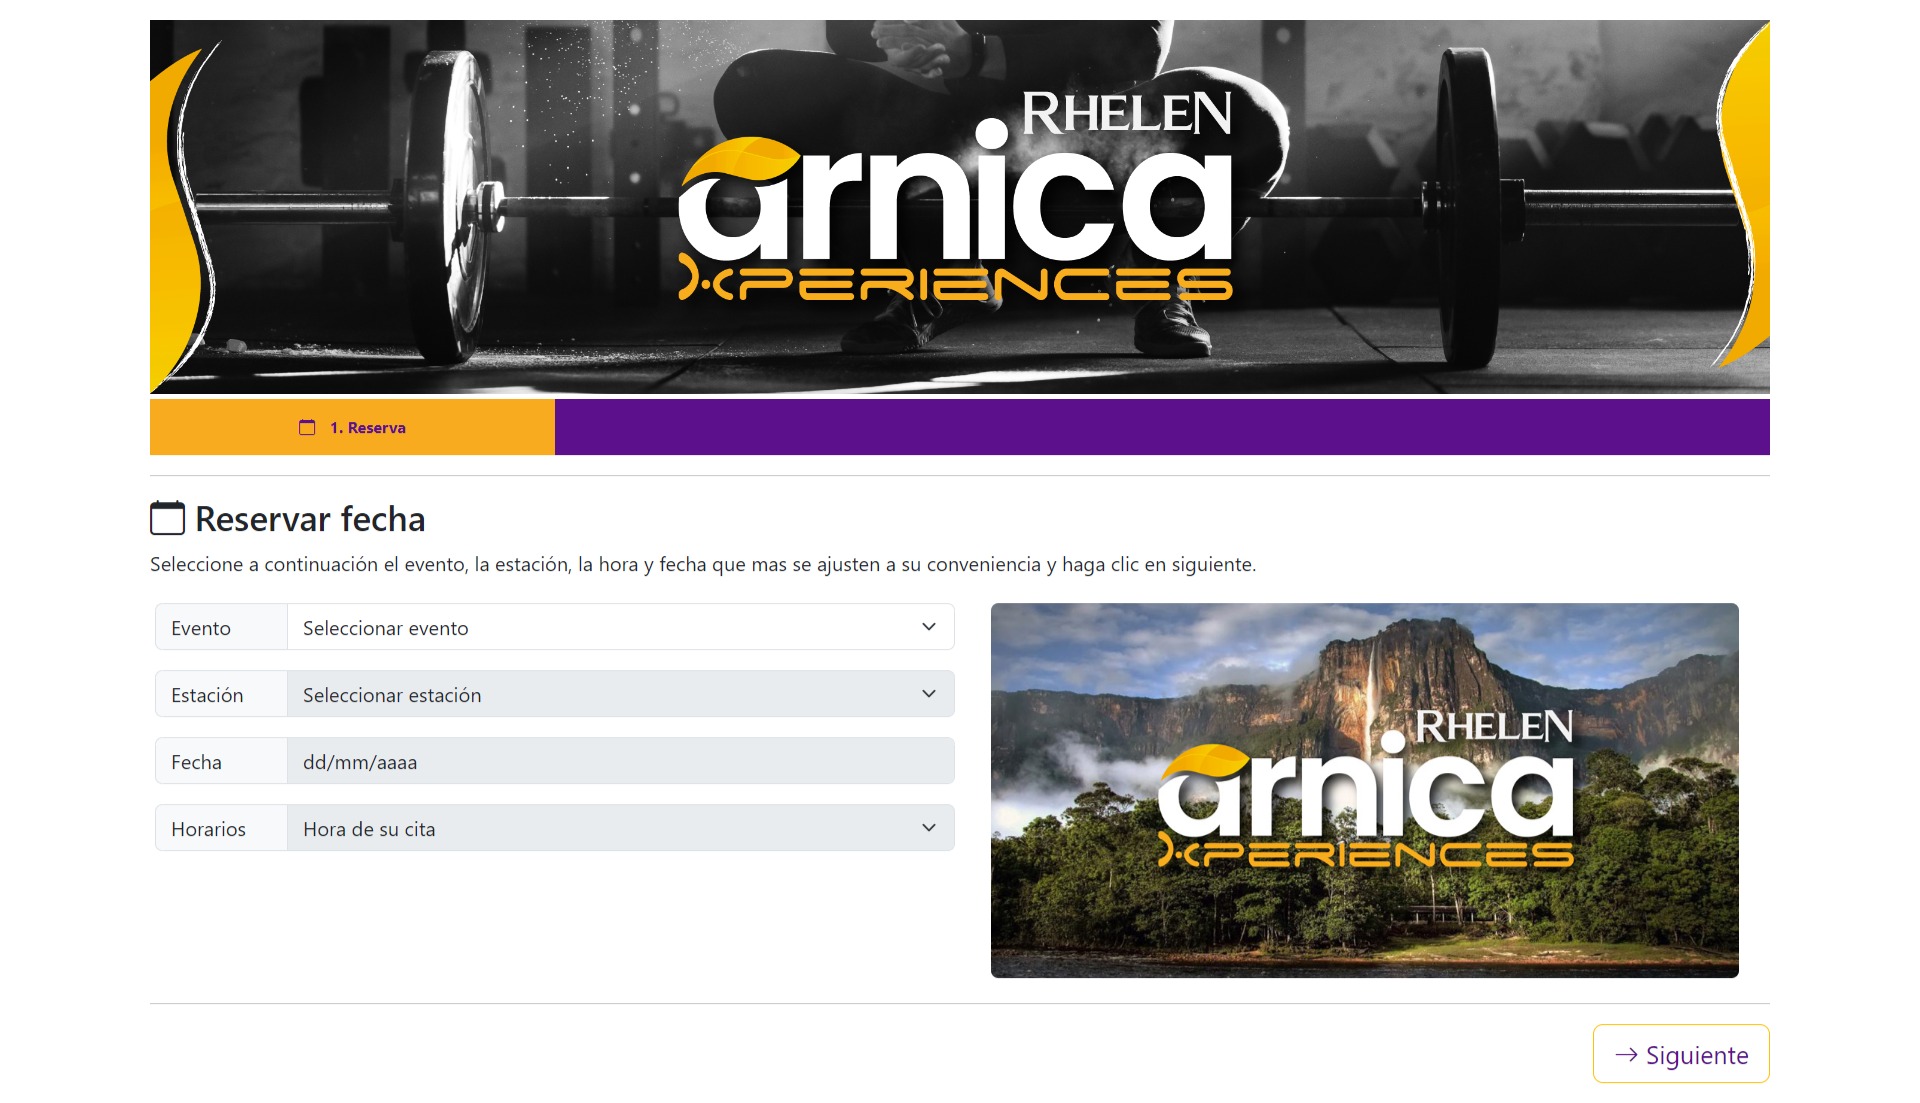 RHELEN
arnica
XPERIENCES
1. Reserva
Reservar fecha
Seleccione a continuación el evento, la estación, la hora y fecha que mas se ajusten a su conveniencia y haga clic en siguiente.
Evento Seleccionar evento
Estación Seleccionar estación
Fecha dd/mm/aaaa
Horarios Hora de su cita
RHELEN
arnica
XPERIENCES
Siguiente